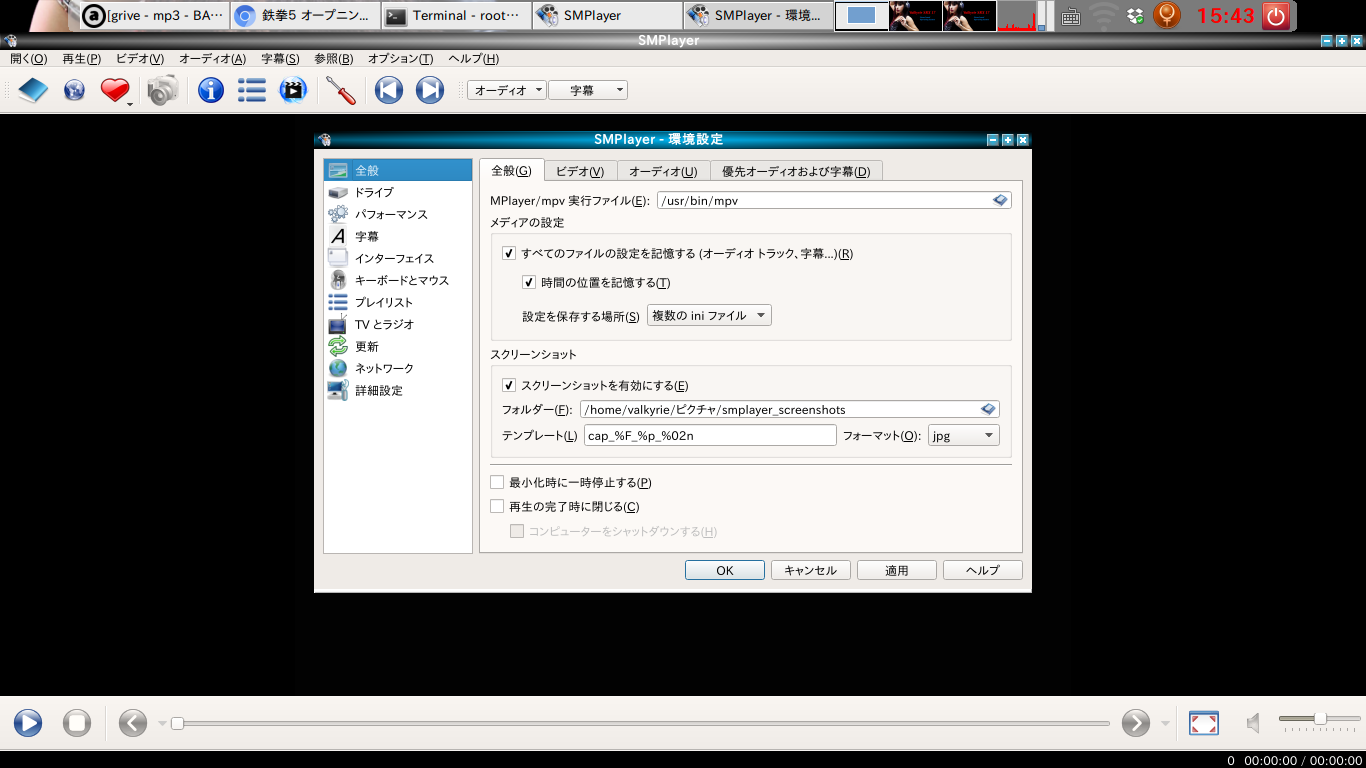 [grive - mp3 - BA...
鉄拳5 オープニン...
Terminal - root...
SMPlayer
SMPlayer - 環境...
15:43
SMPlayer
開く(O) 再生(P) ビデオ(V) オーディオ(A) 字幕(S) 参照(B) オプション(T) ヘルプ(H)
オーディオ 字幕
SMPlayer - 環境設定
全般
ドライブ
パフォーマンス
字幕
インターフェイス
キーボードとマウス
プレイリスト
TV とラジオ
更新
ネットワーク
詳細設定
全般(G) ビデオ(V) オーディオ(U) 優先オーディオおよび字幕(D)
MPlayer/mpv 実行ファイル(E): /usr/bin/mpv
メディアの設定
すべてのファイルの設定を記憶する (オーディオ トラック、字幕...)(R)
時間の位置を記憶する(T)
設定を保存する場所(S) 複数の ini ファイル
スクリーンショット
スクリーンショットを有効にする(E)
フォルダー(F): /home/valkyrie/ピクチャ/smplayer_screenshots
テンプレート(L) cap_%F_%p_%02n フォーマット(O): jpg
最小化時に一時停止する(P)
再生の完了時に閉じる(C)
コンピューターをシャットダウンする(H)
OK キャンセル 適用 ヘルプ
0 00:00:00 / 00:00:00